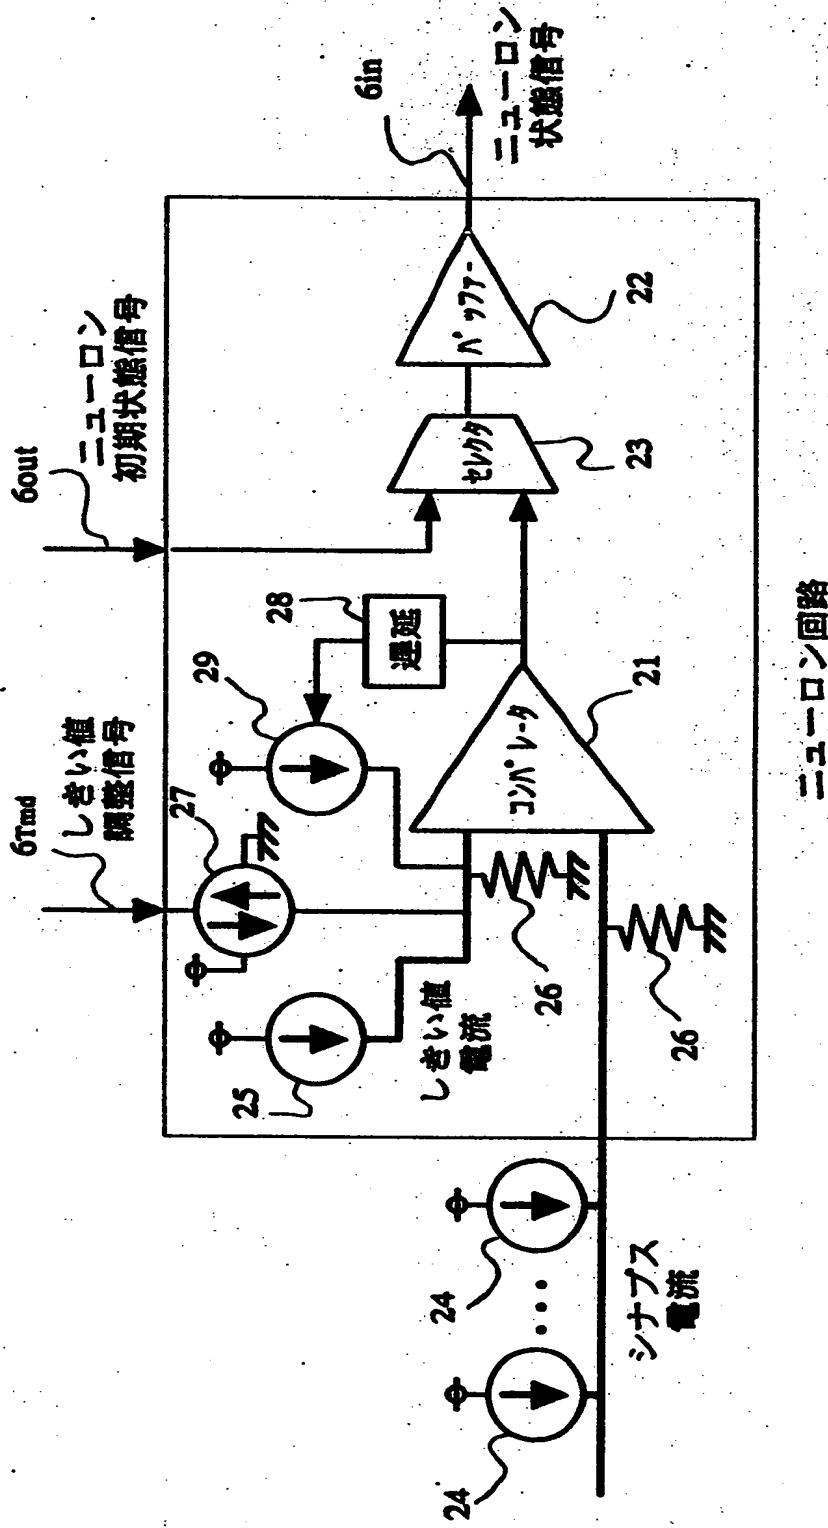 6Tmd
しきい値
調整信号
6out
ニューロン
初期状態信号
27
29
28
遅延
25
しきい値
電流
26
26
コンパレータ
21
セレクタ
23
バッファー
22
6in
ニューロン
状態信号
24
24
シナプス
電流
ニューロン回路